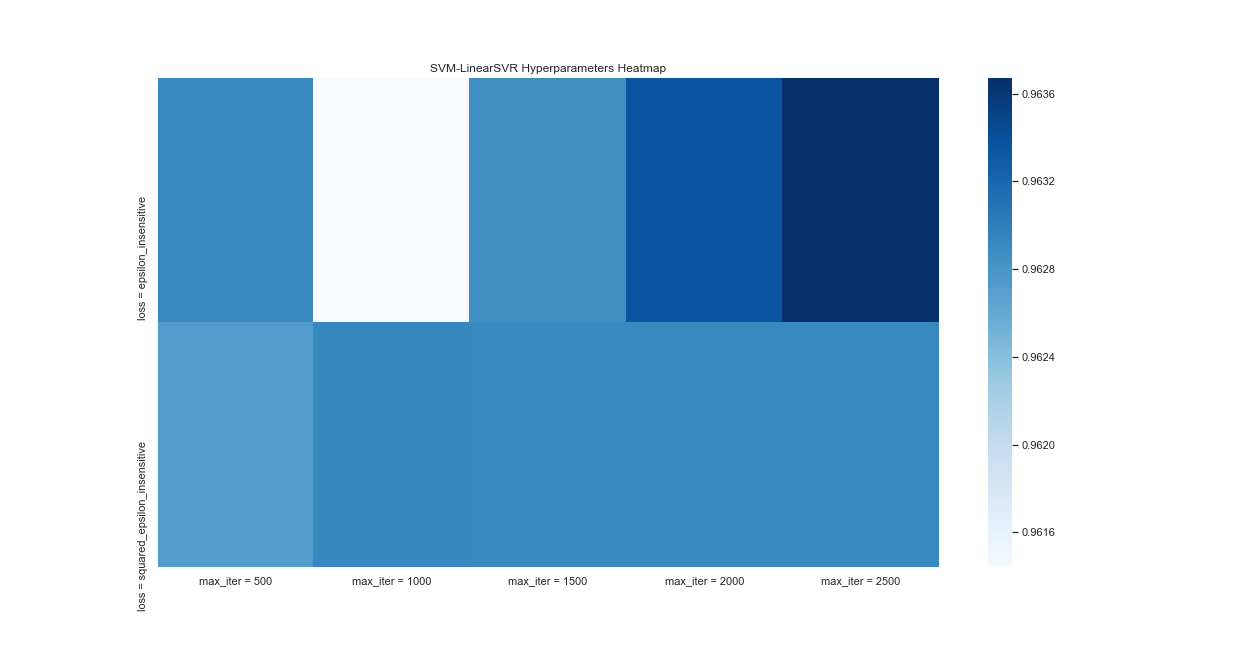 SVM-LinearSVR Hyperparameters Heatmap
loss = epsilon_insensitive
loss = squared_epsilon_insensitive
max_iter = 500
max_iter = 1000
max_iter = 1500
max_iter = 2000
max_iter = 2500
0.9636
0.9632
0.9628
0.9624
0.9620
0.9616